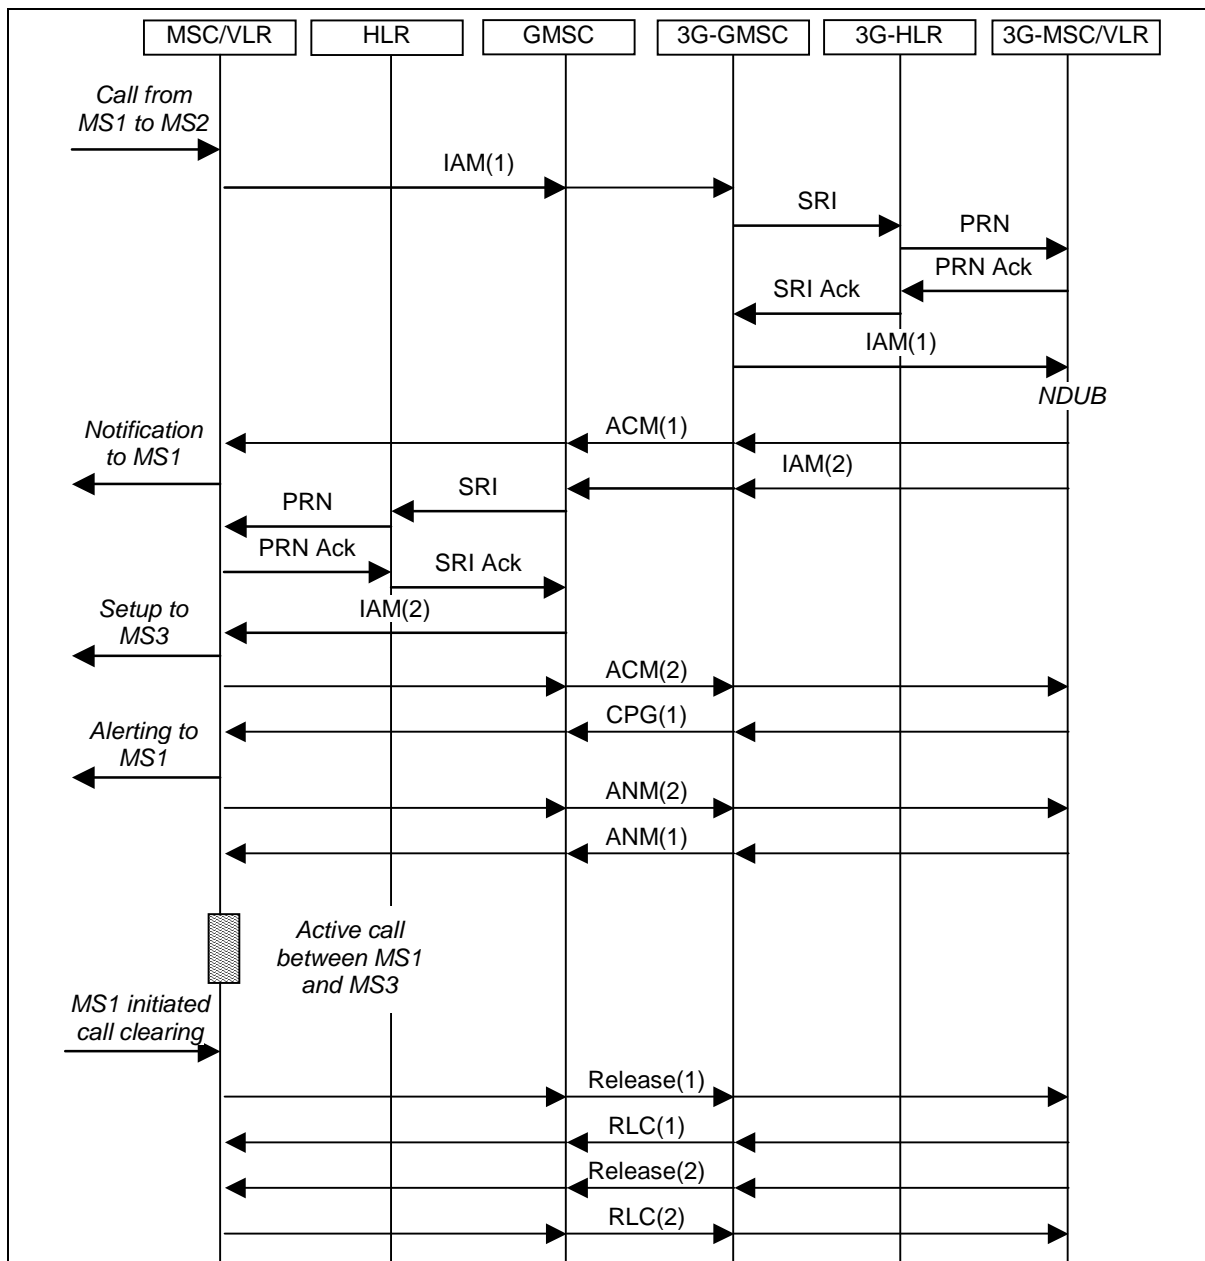 MSC/VLR
HLR
GMSC
3G-GMSC
3G-HLR
3G-MSC/VLR
Call from
MS1 to MS2
IAM(1)
SRI
PRN
PRN Ack
SRI Ack
IAM(1)
NDUB
Notification
to MS1
ACM(1)
IAM(2)
SRI
PRN
PRN Ack
SRI Ack
Setup to
MS3
IAM(2)
ACM(2)
CPG(1)
Alerting to
MS1
ANM(2)
ANM(1)
Active call
between MS1
and MS3
MS1 initiated
call clearing
Release(1)
RLC(1)
Release(2)
RLC(2)